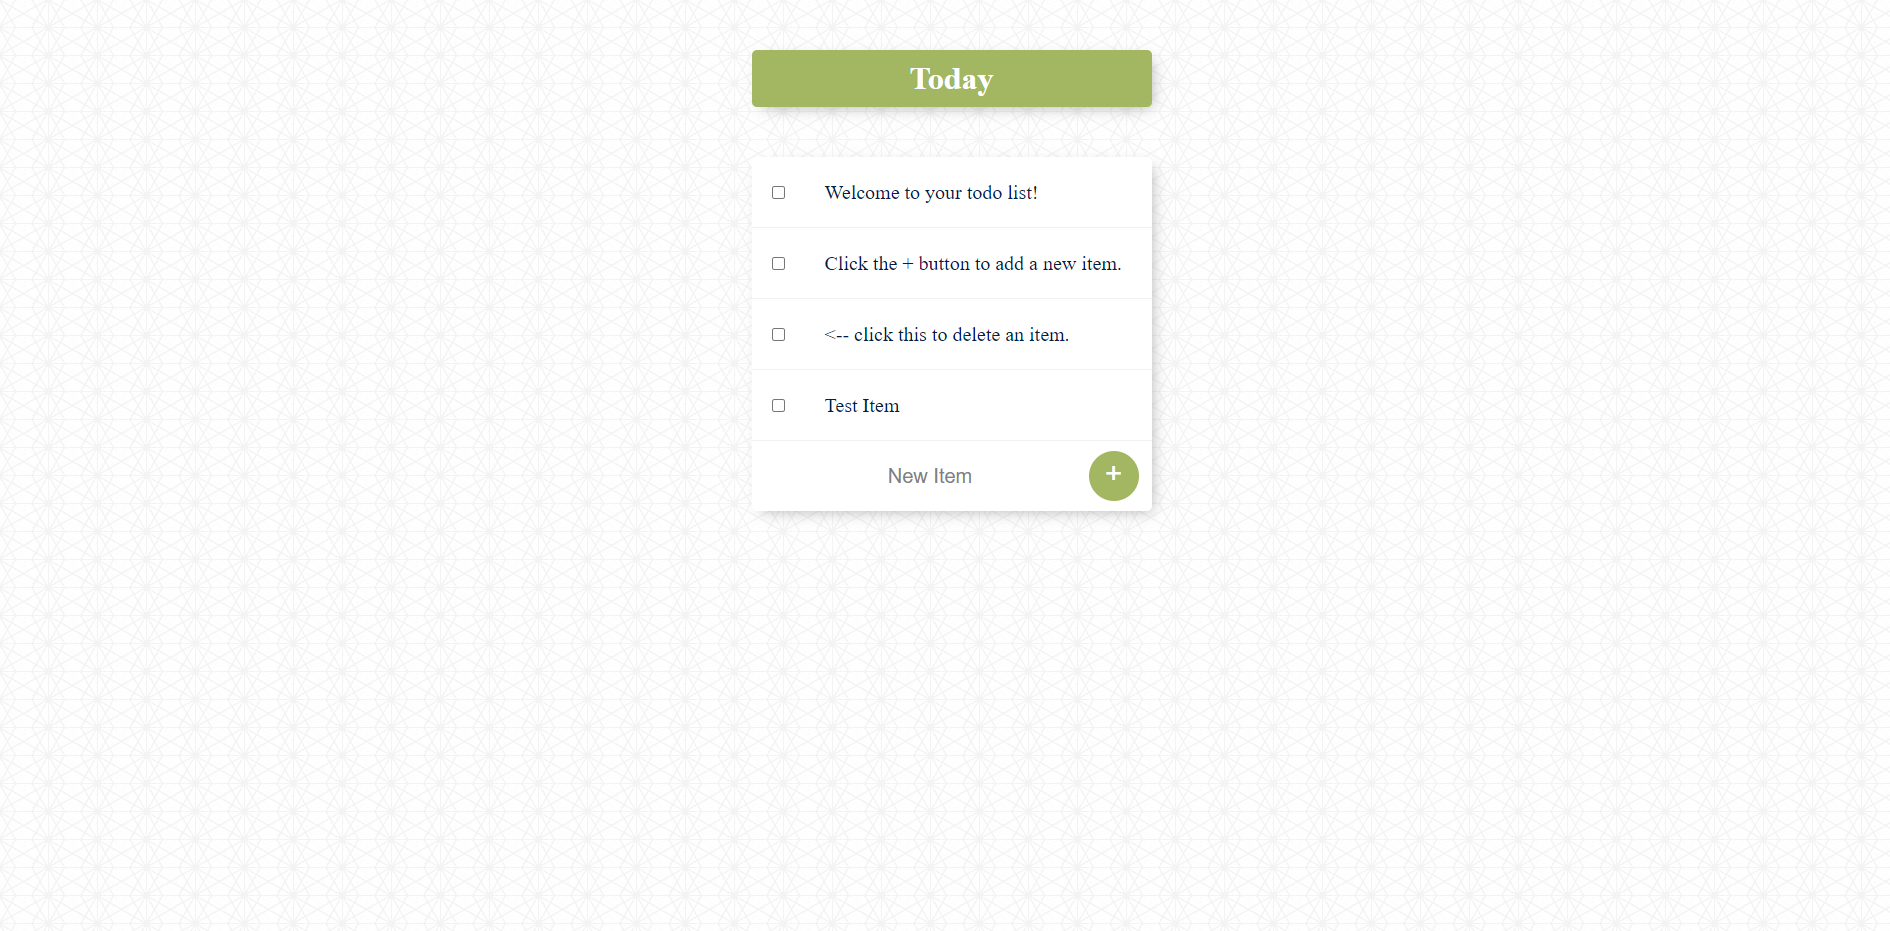 Today
Welcome to your todo list!
Click the + button to add a new item.
<-- click this to delete an item.
Test Item
New Item
+